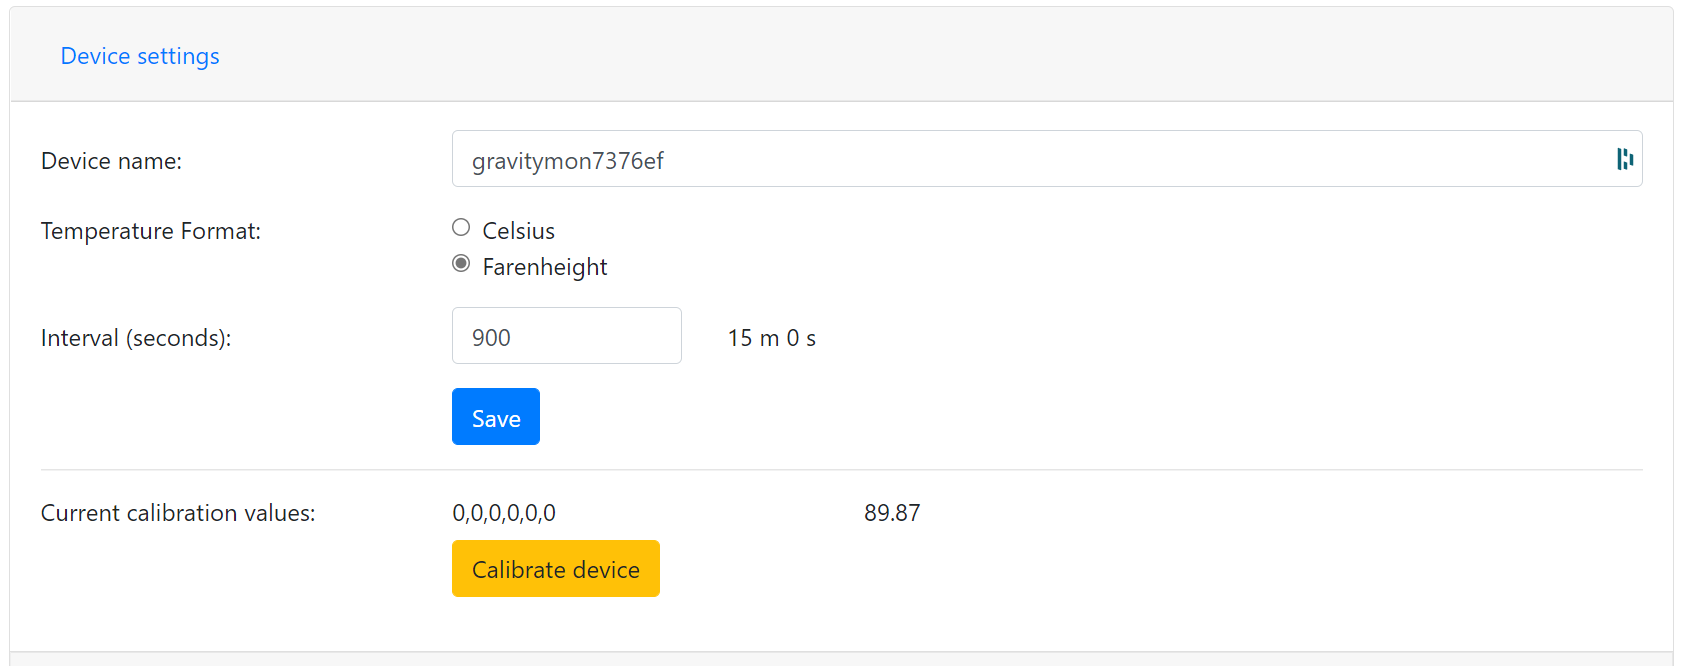 Device settings
Device name: gravitymon7376ef
Temperature Format: Celsius
Farenheight
Interval (seconds): 900 15 m 0 s
Save
Current calibration values: 0,0,0,0,0,0 89.87
Calibrate device